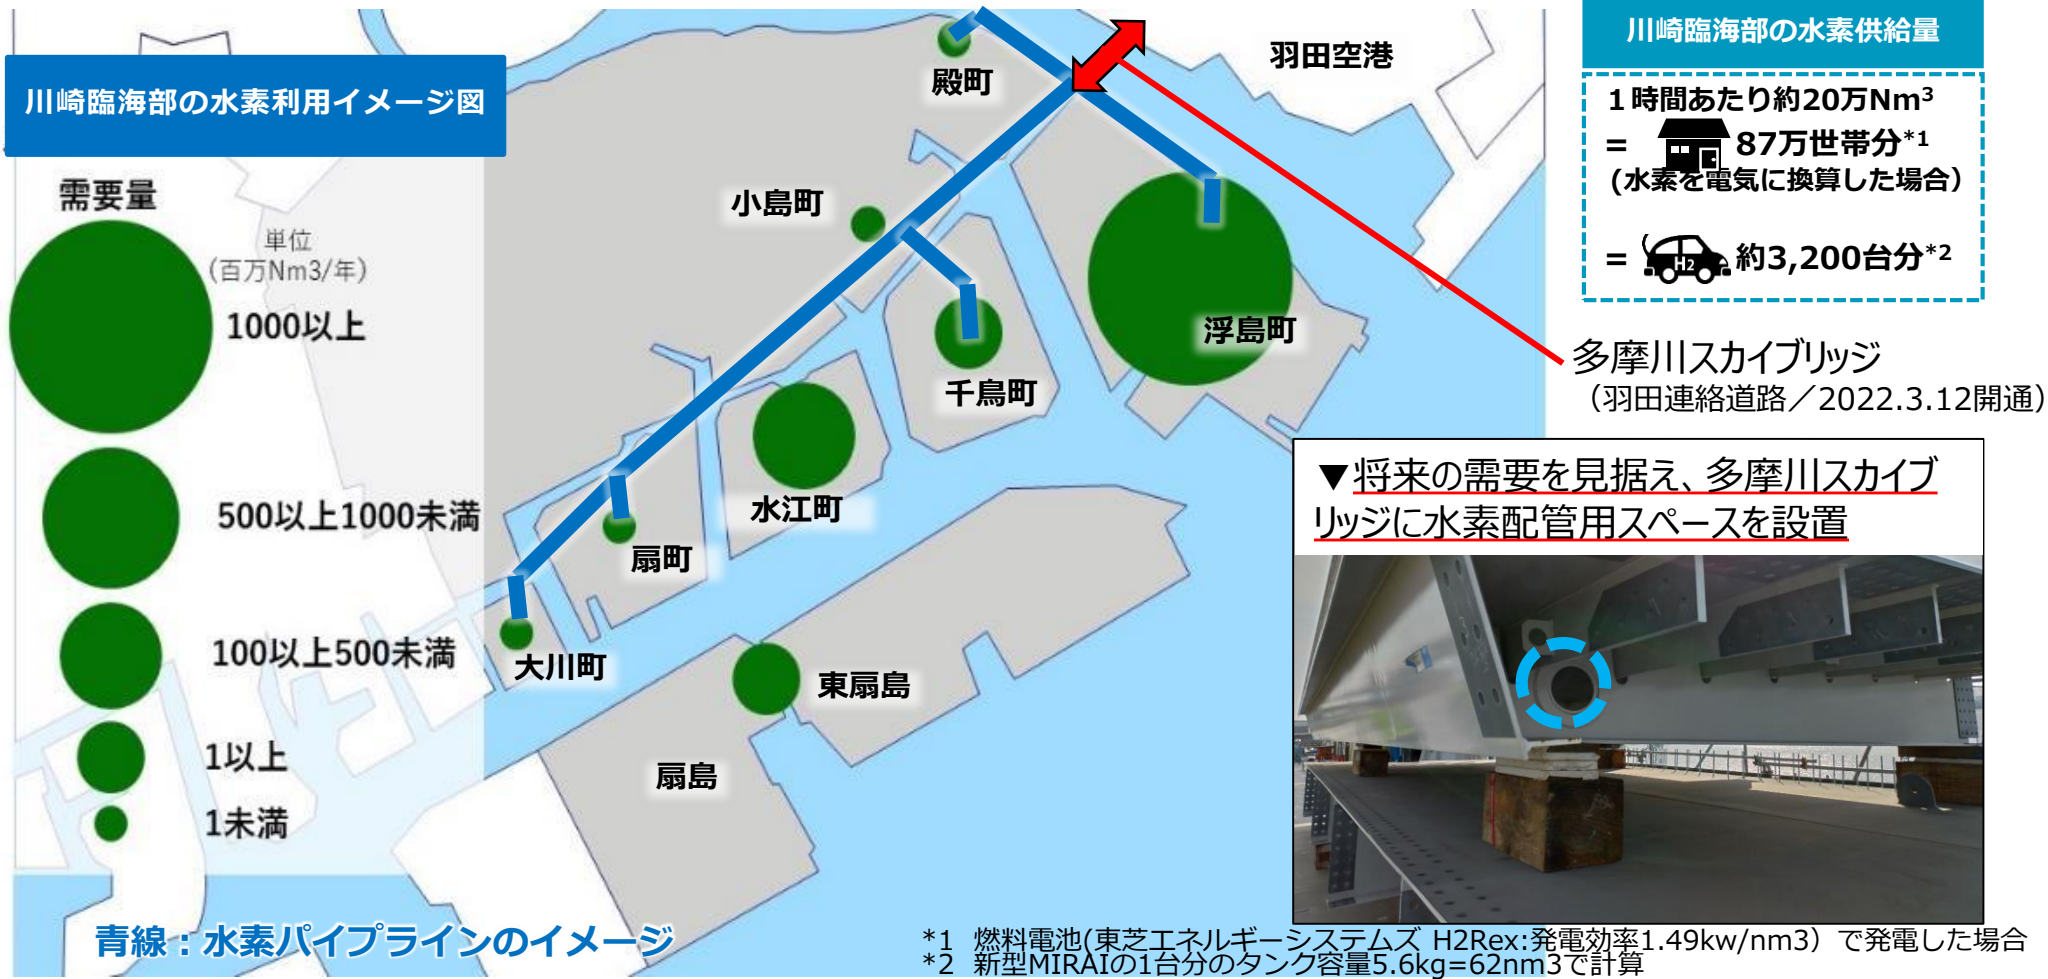 川崎臨海部の水素利用イメージ図
需要量
単位
（百万Nm3/年）
1000以上
500以上1000未満
100以上500未満
1以上
1未満
殿町
羽田空港
小島町
浮島町
千鳥町
水江町
扇町
大川町
東扇島
扇島
青線：水素パイプラインのイメージ
川崎臨海部の水素供給量
1時間あたり約20万Nm³
= 87万世帯分*1
(水素を電気に換算した場合)
= H2 約3,200台分*2
多摩川スカイブリッジ
（羽田連絡道路／2022.3.12開通）
▼将来の需要を見据え、多摩川スカイブ
リッジに水素配管用スペースを設置
*1 燃料電池(東芝エネルギーシステムズ H2Rex:発電効率1.49kw/nm3）で発電した場合
*2 新型MIRAIの1台分のタンク容量5.6kg=62nm3で計算